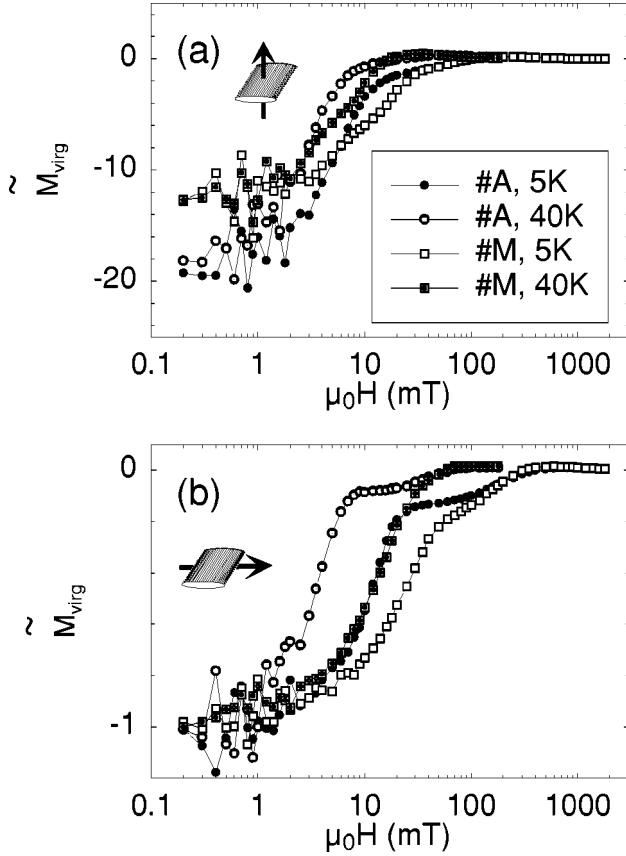 (a)
0
-10
-20
~
M_virg
#A, 5K
#A, 40K
#M, 5K
#M, 40K
0.1 1 10 100 1000
μ₀H (mT)
(b)
0
-1
~
M_virg
0.1 1 10 100 1000
μ₀H (mT)